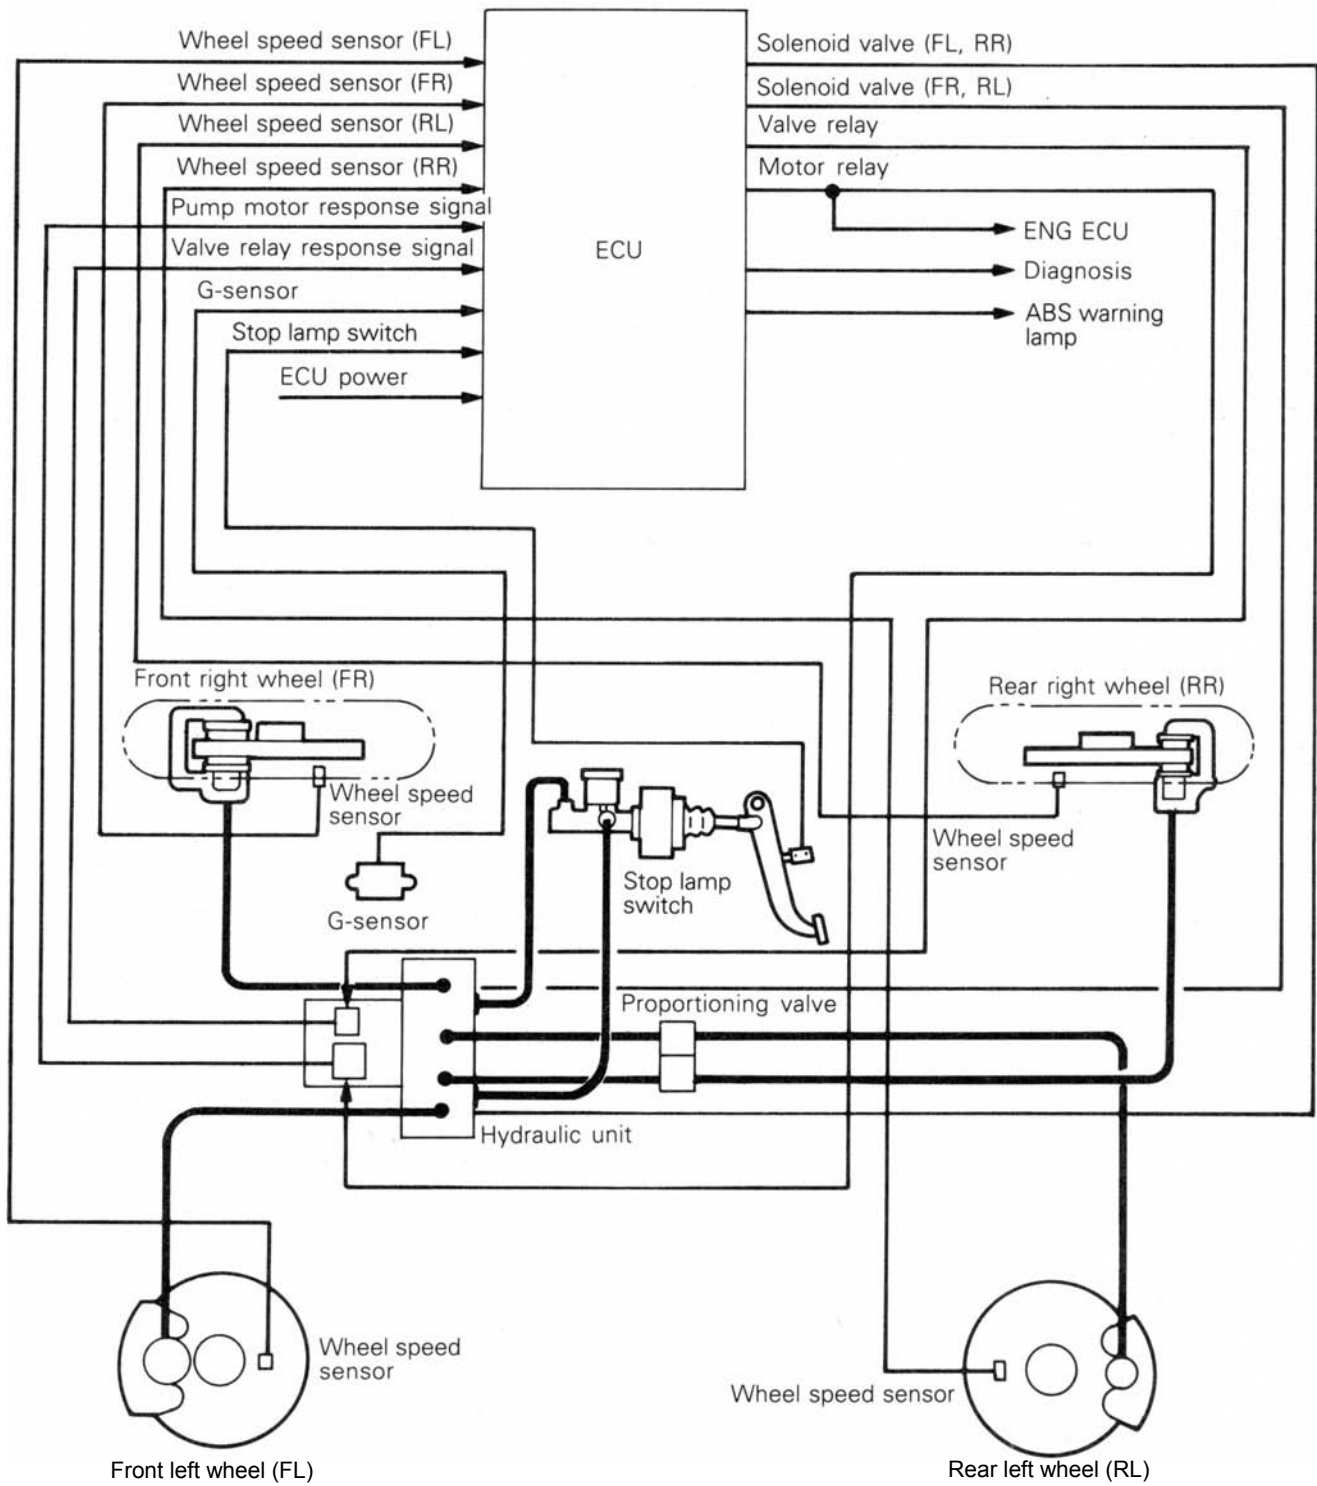 Wheel speed sensor (FL)
Wheel speed sensor (FR)
Wheel speed sensor (RL)
Wheel speed sensor (RR)
Pump motor response signal
Valve relay response signal
G-sensor
Stop lamp switch
ECU power
ECU
Solenoid valve (FL, RR)
Solenoid valve (FR, RL)
Valve relay
Motor relay
ENG ECU
Diagnosis
ABS warning
lamp
Front right wheel (FR)
Rear right wheel (RR)
Wheel speed
sensor
G-sensor
Stop lamp
switch
Wheel speed
sensor
Proportioning valve
Hydraulic unit
Wheel speed
sensor
Wheel speed sensor
Front left wheel (FL)
Rear left wheel (RL)